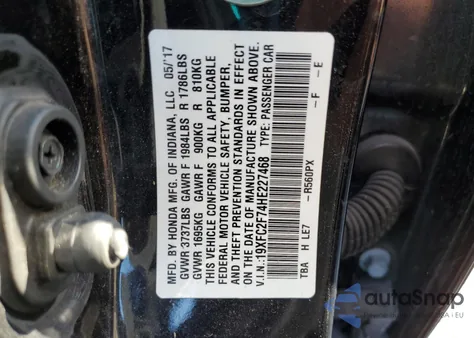 MFD. BY HONDA MFG. OF INDIANA, LLC 05/'17
GVWR 3737LBS GAWR F 1984LBS R 1786LBS
GVWR 1695KG GAWR F 900KG R 810KG
THIS VEHICLE CONFORMS TO ALL APPLICABLE
FEDERAL MOTOR VEHICLE SAFETY, BUMPER,
AND THEFT PREVENTION STANDARDS IN EFFECT
ON THE DATE OF MANUFACTURE SHOWN ABOVE.
V.I.N.:19XFC2F74HE227468 TYPE: PASSENGER CAR
TBA H LE7 -R560PX -F -E
autoSnap